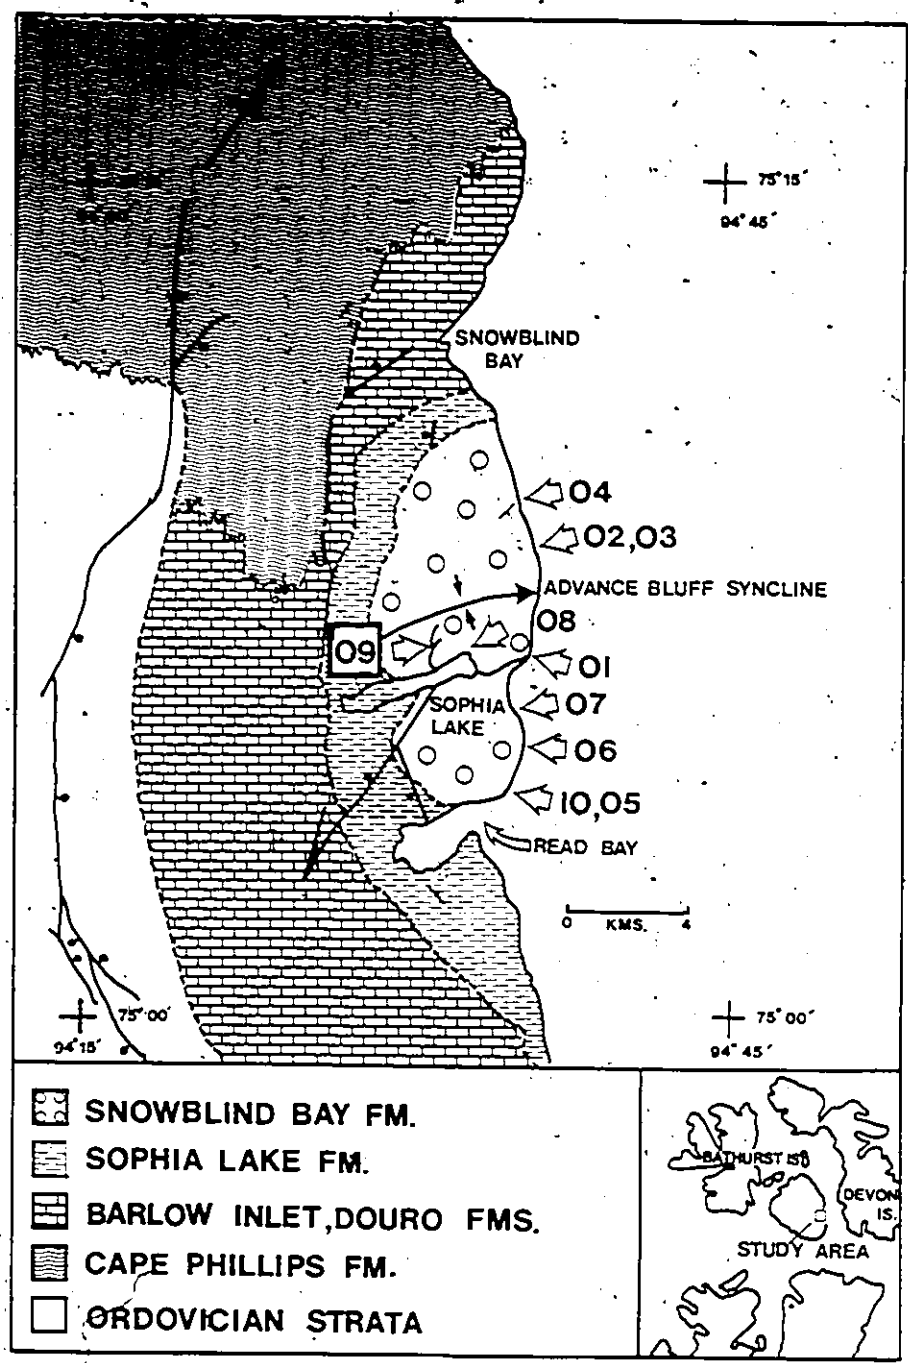 75°15'
94°45'
SNOWBLIND
BAY
04
02,03
ADVANCE BLUFF SYNCLINE
08
09
01
SOPHIA
LAKE
07
06
10,05
READ BAY
0 KMS. 4
75°00'
94°15'
75°00'
94°45'
SNOWBLIND BAY FM.
SOPHIA LAKE FM.
BARLOW INLET, DOURO FMS.
CAPE PHILLIPS FM.
ORDOVICIAN STRATA
BATHURST IS
DEVON
IS.
STUDY AREA